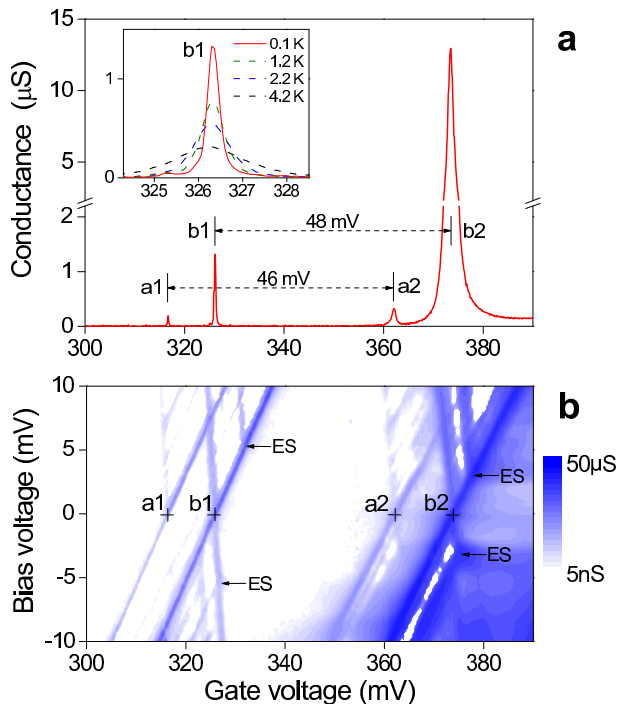 a
15
10
5
2
1
0
Conductance (µS)
b1
0.1 K
1.2 K
2.2 K
4.2 K
1
0
325 326 327 328
b1 48 mV b2
a1 46 mV a2
300 320 340 360 380
b
10
5
0
-5
-10
Bias voltage (mV)
ES
ES
a1 b1 a2 b2
ES
ES
50µS
5nS
300 320 340 360 380
Gate voltage (mV)